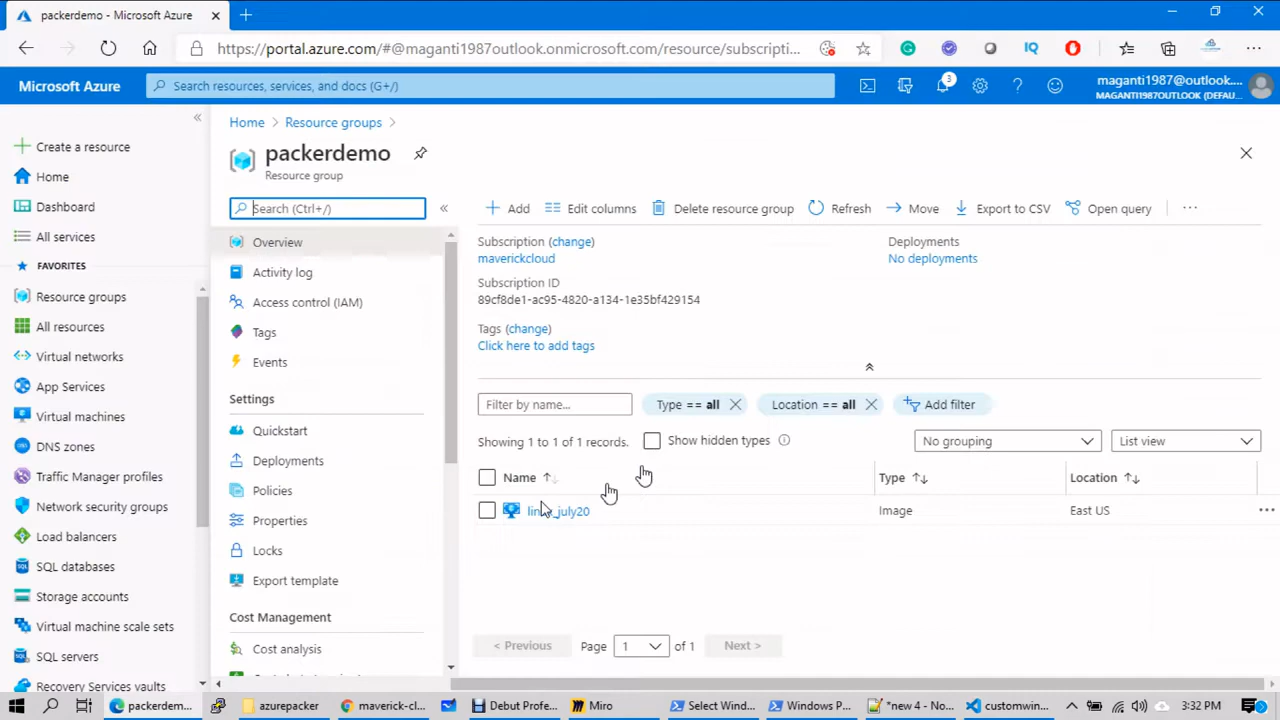 packerdemo - Microsoft Azure
https://portal.azure.com/#@maganti1987outlook.onmicrosoft.com/resource/subscripti...
Microsoft Azure
Search resources, services, and docs (G+/)
3
maganti1987@outlook....
MAGANTI1987OUTLOOK (DEFAU...
Create a resource
Home
Dashboard
All services
FAVORITES
Resource groups
All resources
Virtual networks
App Services
Virtual machines
DNS zones
Traffic Manager profiles
Network security groups
Load balancers
SQL databases
Storage accounts
Virtual machine scale sets
SQL servers
Recovery Services vaults
Home > Resource groups >
packerdemo
Resource group
Search (Ctrl+/)
Overview
Activity log
Access control (IAM)
Tags
Events
Settings
Quickstart
Deployments
Policies
Properties
Locks
Export template
Cost Management
Cost analysis
Add
Edit columns
Delete resource group
Refresh
Move
Export to CSV
Open query
Subscription (change)
maverickcloud
Subscription ID
89cf8de1-ac95-4820-a134-1e35bf429154
Tags (change)
Click here to add tags
Deployments
No deployments
Filter by name...
Type == all
Location == all
Add filter
Showing 1 to 1 of 1 records.
Show hidden types
No grouping
List view
Name
Type
Location
Image
East US
< Previous
Page 1 of 1
Next >
packerdem...
azurepacker
maverick-cl...
Debut Profe...
Miro
Select Wind...
Windows P...
*new 4 - No...
customwin...
3:32 PM